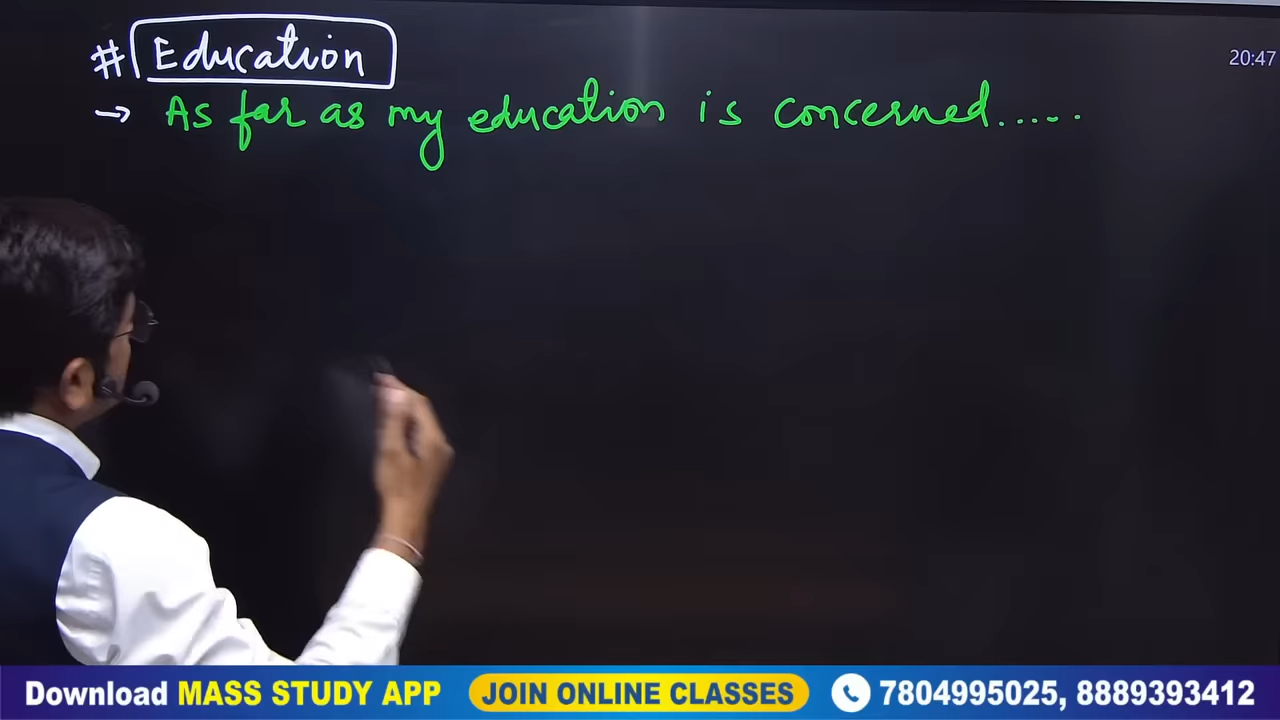 # Education
20:47
→ As far as my education is concerned.....
Download MASS STUDY APP JOIN ONLINE CLASSES 7804995025, 8889393412